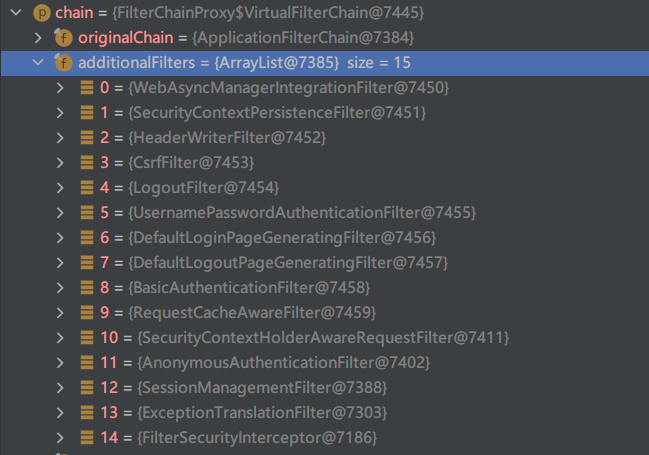 p chain = {FilterChainProxy$VirtualFilterChain@7445}
f originalChain = {ApplicationFilterChain@7384}
f additionalFilters = {ArrayList@7385} size = 15
0 = {WebAsyncManagerIntegrationFilter@7450}
1 = {SecurityContextPersistenceFilter@7451}
2 = {HeaderWriterFilter@7452}
3 = {CsrfFilter@7453}
4 = {LogoutFilter@7454}
5 = {UsernamePasswordAuthenticationFilter@7455}
6 = {DefaultLoginPageGeneratingFilter@7456}
7 = {DefaultLogoutPageGeneratingFilter@7457}
8 = {BasicAuthenticationFilter@7458}
9 = {RequestCacheAwareFilter@7459}
10 = {SecurityContextHolderAwareRequestFilter@7411}
11 = {AnonymousAuthenticationFilter@7402}
12 = {SessionManagementFilter@7388}
13 = {ExceptionTranslationFilter@7303}
14 = {FilterSecurityInterceptor@7186}